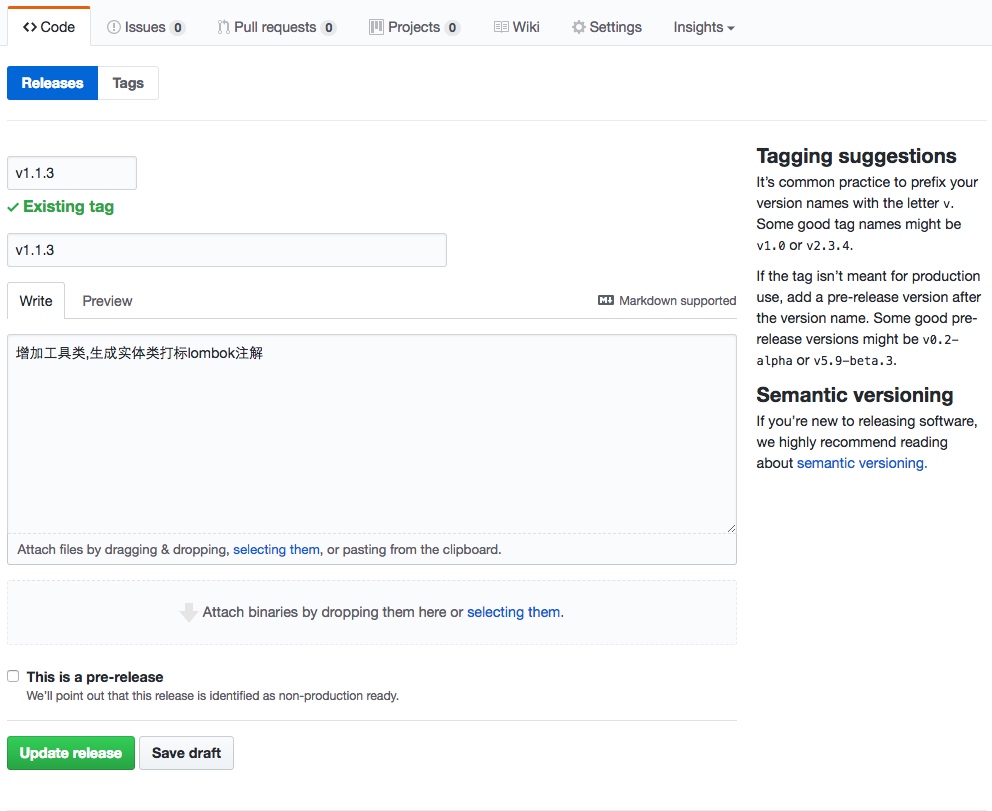 Code Issues 0 Pull requests 0 Projects 0 Wiki Settings Insights
Releases Tags
v1.1.3
Existing tag
v1.1.3
Write Preview Markdown supported
增加工具类,生成实体类打标lombok注解
Attach files by dragging & dropping, selecting them, or pasting from the clipboard.
Attach binaries by dropping them here or selecting them.
This is a pre-release
We'll point out that this release is identified as non-production ready.
Update release Save draft
Tagging suggestions
It's common practice to prefix your
version names with the letter v.
Some good tag names might be
v1.0 or v2.3.4.
If the tag isn't meant for production
use, add a pre-release version after
the version name. Some good pre-
release versions might be v0.2-
alpha or v5.9-beta.3.
Semantic versioning
If you're new to releasing software,
we highly recommend reading
about semantic versioning.